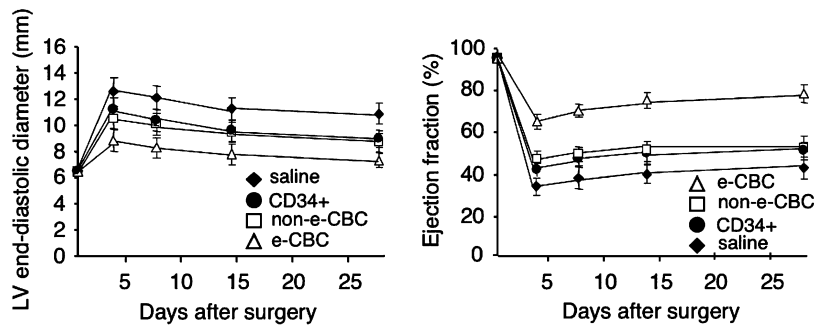 LV end-diastolic diameter (mm)
16
14
12
10
8
6
4
2
0
saline
CD34+
non-e-CBC
e-CBC
5 10 15 20 25
Days after surgery
Ejection fraction (%)
100
80
60
40
20
0
e-CBC
non-e-CBC
CD34+
saline
5 10 15 20 25
Days after surgery